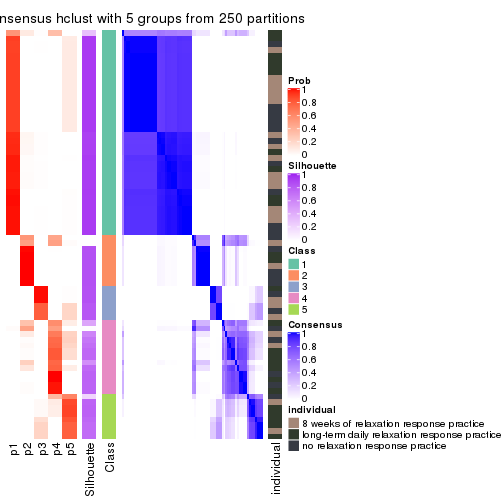 nsensus hclust with 5 groups from 250 partitions
Prob
1
0.8
0.6
0.4
0.2
0
Silhouette
1
0.8
0.6
0.4
0.2
0
Class
1
2
3
4
5
Consensus
1
0.8
0.6
0.4
0.2
0
individual
8 weeks of relaxation response practice
long-term daily relaxation response practice
no relaxation response practice
p1
p2
p3
p4
p5
Silhouette
Class
individual